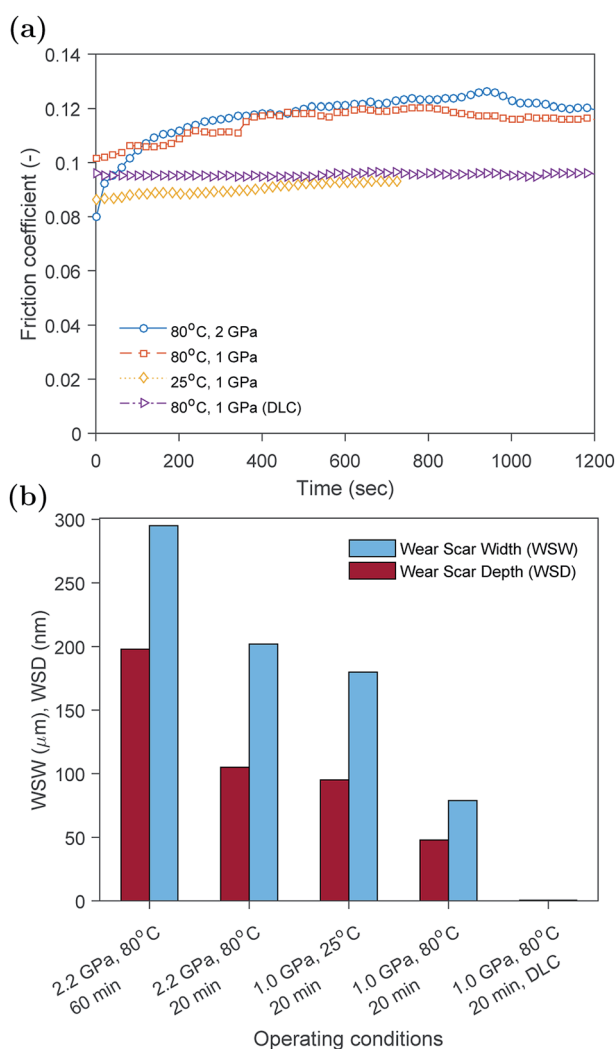 (a)
0.14
0.12
0.1
0.08
0.06
0.04
0.02
0
Friction coefficient (-)
80°C, 2 GPa
80°C, 1 GPa
25°C, 1 GPa
80°C, 1 GPa (DLC)
0 200 400 600 800 1000 1200
Time (sec)
(b)
300
200
150
100
50
0
WSW (μm), WSD (nm)
Wear Scar Width (WSW)
Wear Scar Depth (WSD)
2.2 GPa, 80°C
60 min
2.2 GPa, 80°C
20 min
1.0 GPa, 25°C
20 min
1.0 GPa, 80°C
20 min
1.0 GPa, 80°C
20 min, DLC
Operating conditions